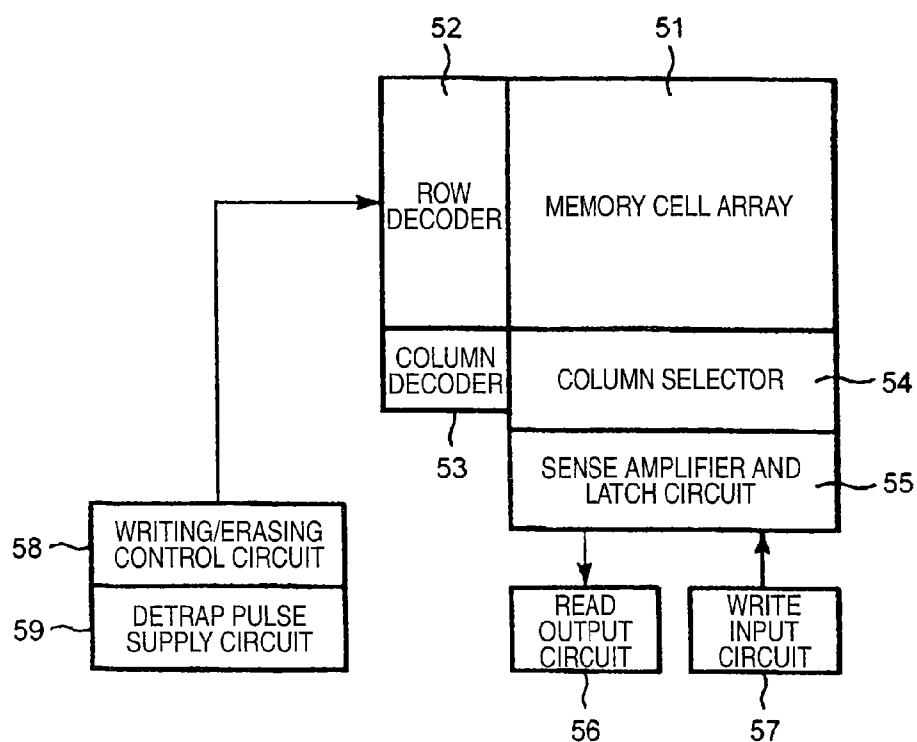 52
51
ROW
DECODER
MEMORY CELL ARRAY
COLUMN
DECODER
COLUMN SELECTOR
54
53
SENSE AMPLIFIER AND
LATCH CIRCUIT
55
58
WRITING/ERASING
CONTROL CIRCUIT
59
DETRAP PULSE
SUPPLY CIRCUIT
READ
OUTPUT
CIRCUIT
WRITE
INPUT
CIRCUIT
56
57